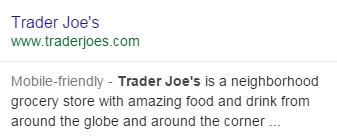 Trader Joe's
www.traderjoes.com
Mobile-friendly - Trader Joe's is a neighborhood
grocery store with amazing food and drink from
around the globe and around the corner ...